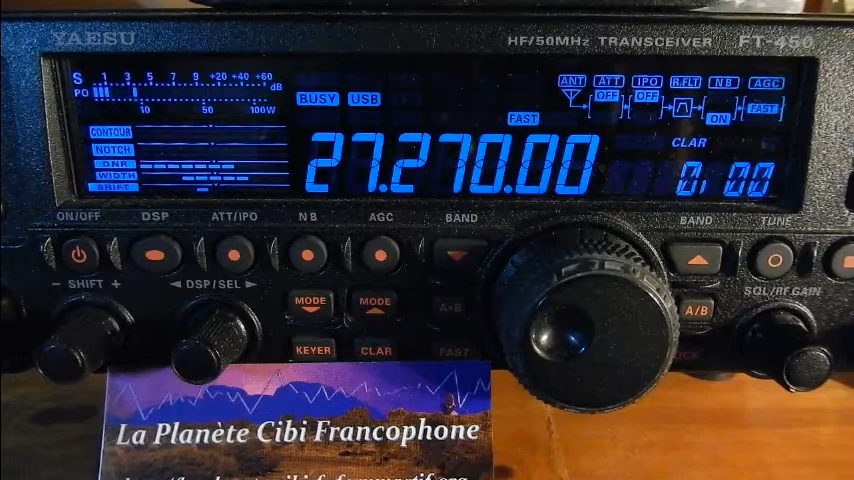 YAESU
HF/50MHz TRANSCEIVER FT-450
S 1 3 5 7 9 +20 +40 +60 dB
PO 10 50 100W
BUSY USB
FAST
ANT ATT IPO R.FLT NB AGC
OFF OFF ON FAST
CONTOUR
NOTCH
DNR
WIDTH
SHIFT
27.270.00
CLAR
0.00
ON/OFF DSP ATT/IPO NB AGC BAND BAND TUNE
− SHIFT + ◄ DSP/SEL ► SQL/RF GAIN
MODE MODE A=B A/B
KEYER CLAR FAST
La Planète Cibi Francophone